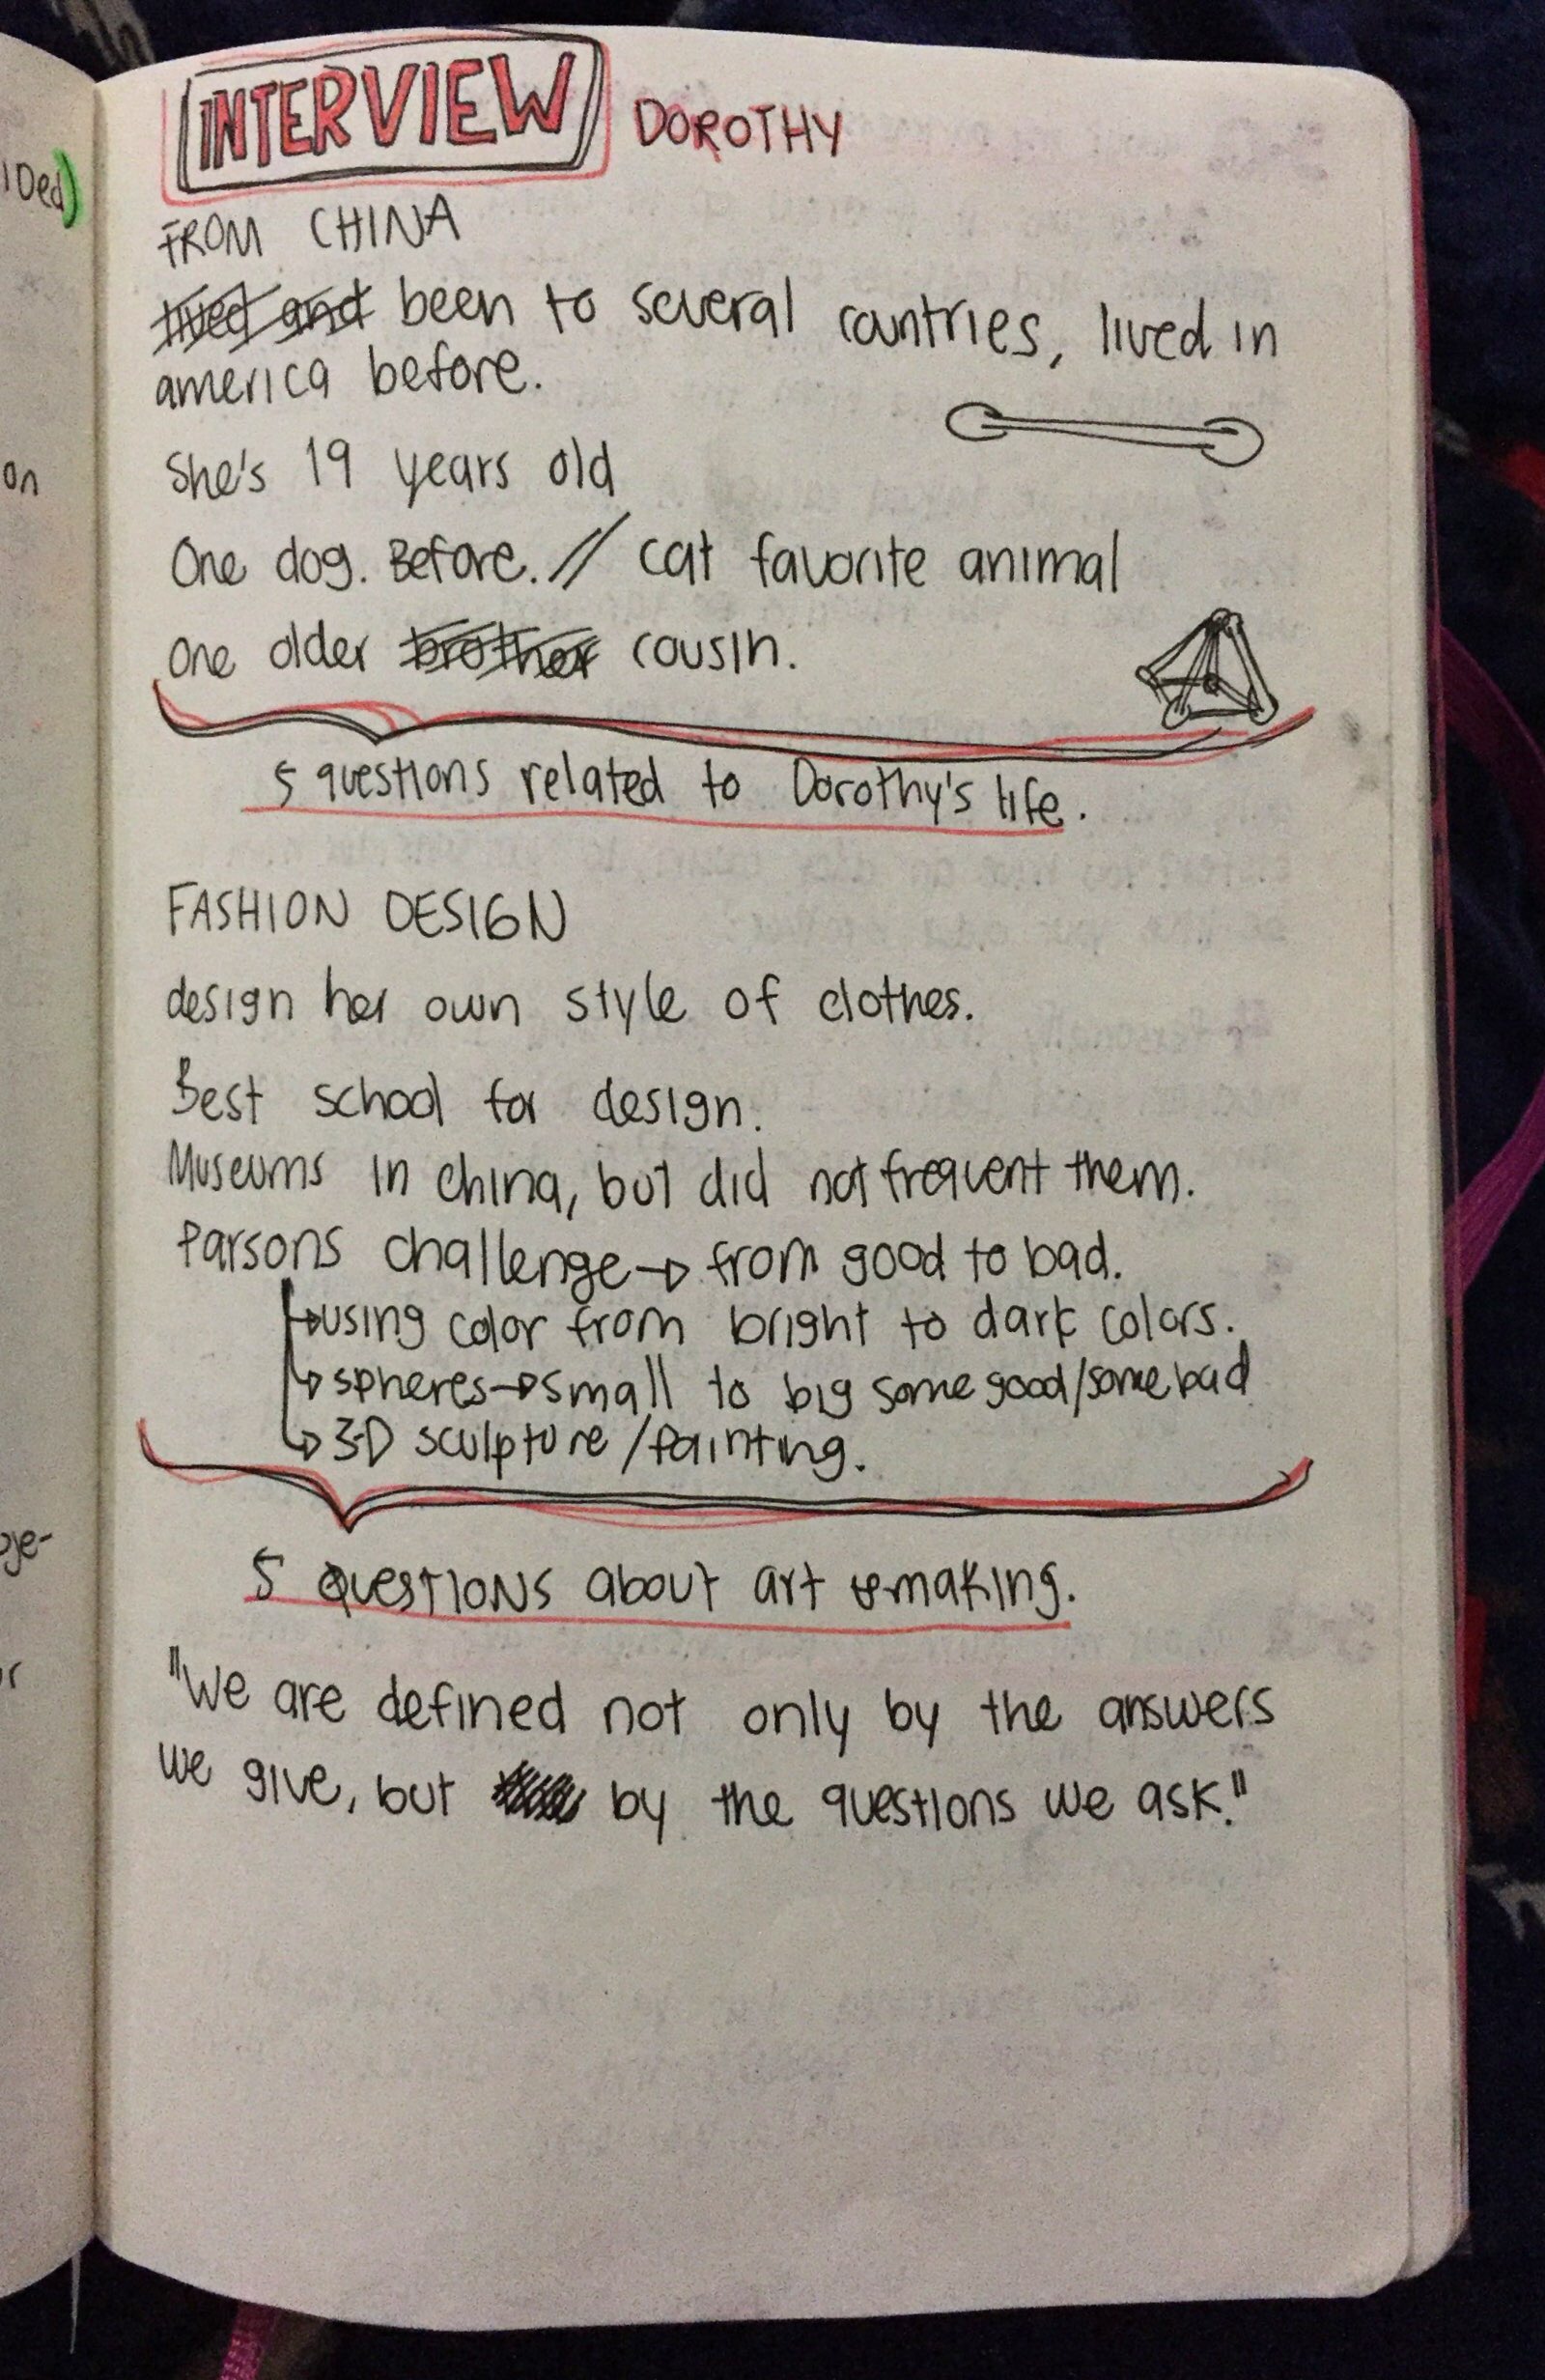 INTERVIEW DOROTHY
FROM CHINA
lived and been to several countries, lived in
america before.
She's 19 years old
One dog. Before. // cat favorite animal
One older brother cousin.
5 questions related to Dorothy's life.
FASHION DESIGN
design her own style of clothes.
Best school for design.
Museums in china, but did not frequent them.
Parsons challenge → from good to bad.
↳ using color from bright to dark colors.
↳ spheres → small to big some good/some bad
↳ 3-D sculpture/painting.
5 QUESTIONS about art making.
"We are defined not only by the answers
we give, but by the questions we ask."
on
oje-